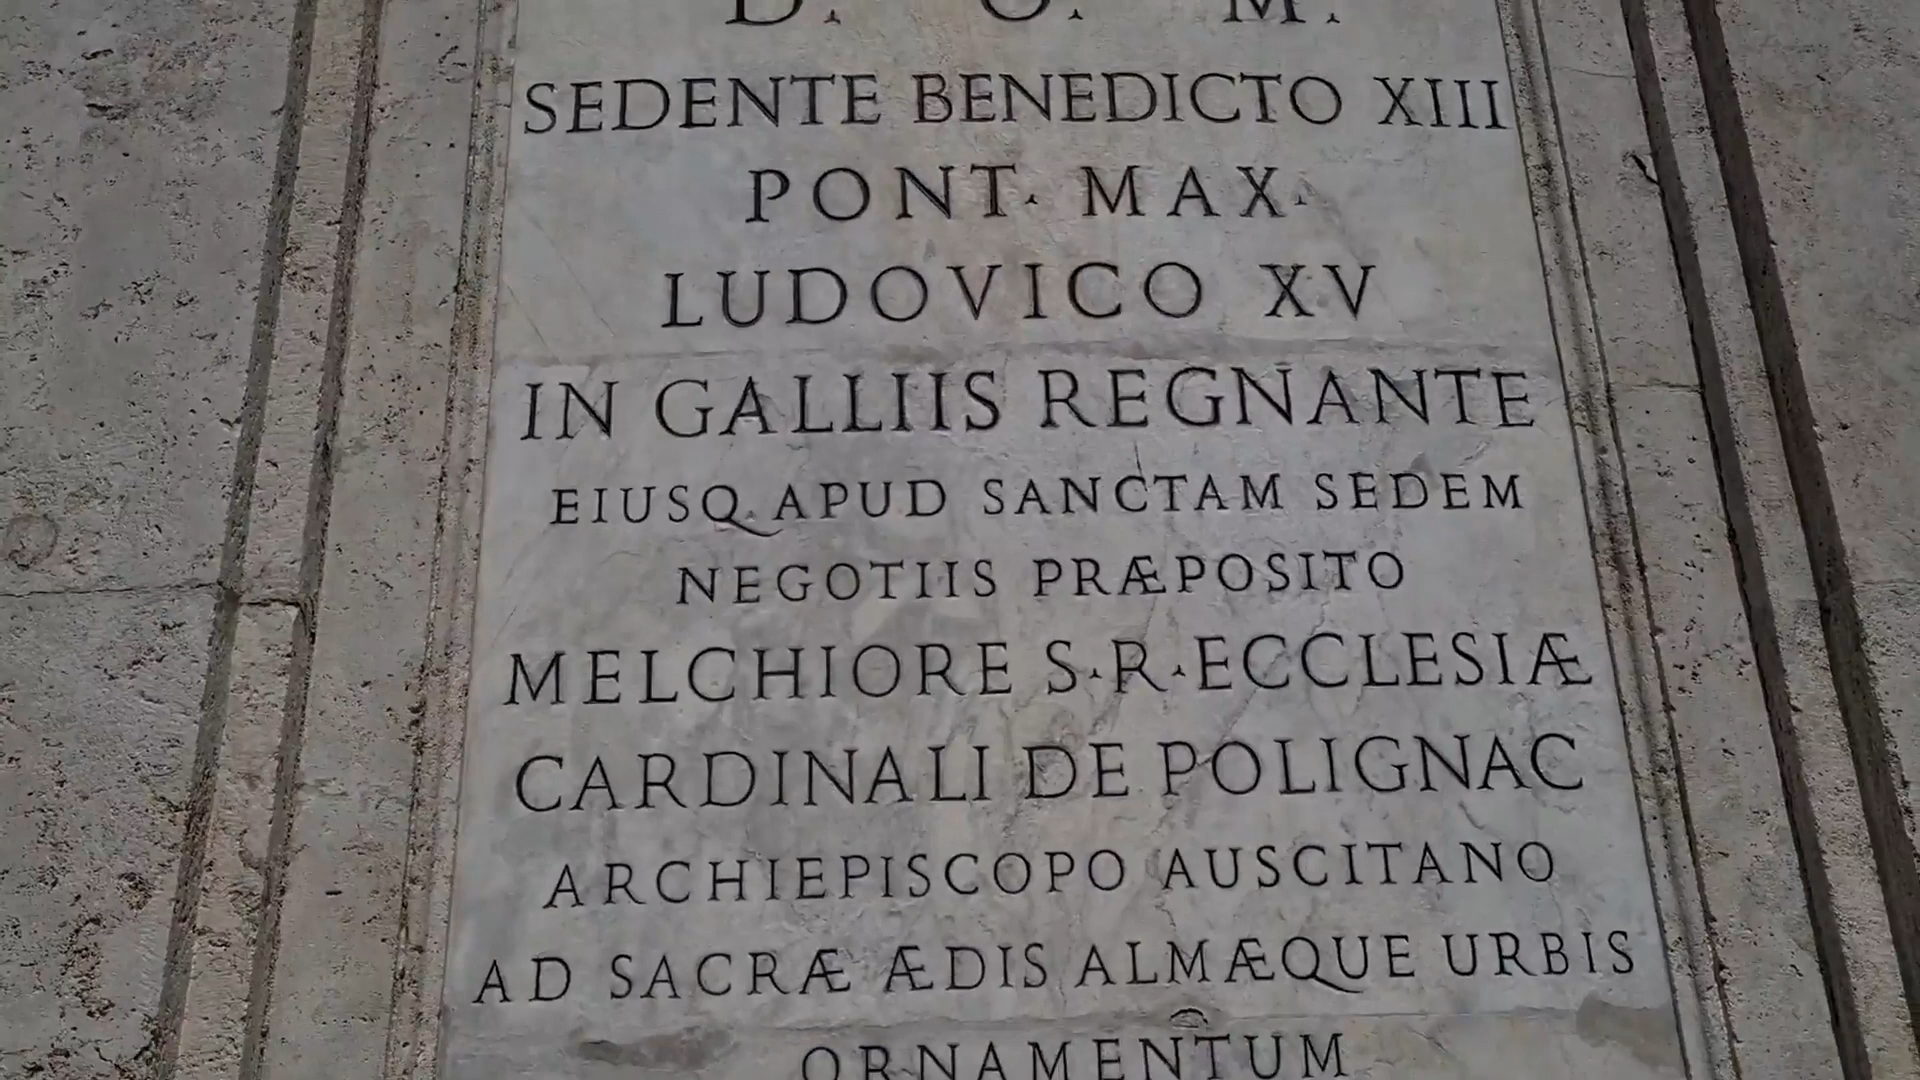 D. O. M.
SEDENTE BENEDICTO XIII
PONT. MAX.
LUDOVICO XV
IN GALLIIS REGNANTE
EIUSQ. APUD SANCTAM SEDEM
NEGOTIIS PRÆPOSITO
MELCHIORE S.R.ECCLESIÆ
CARDINALI DE POLIGNAC
ARCHIEPISCOPO AUSCITANO
AD SACRÆ ÆDIS ALMÆQUE URBIS
ORNAMENTUM